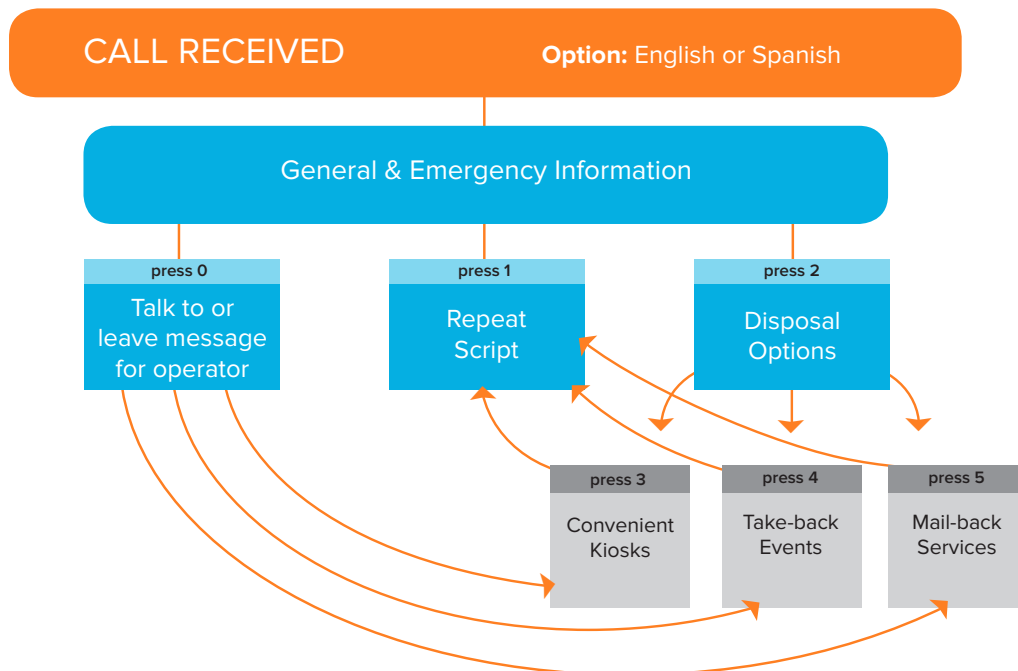 CALL RECEIVED
Option: English or Spanish
General & Emergency Information
press 0
Talk to or
leave message
for operator
press 1
Repeat
Script
press 2
Disposal
Options
press 3
Convenient
Kiosks
press 4
Take-back
Events
press 5
Mail-back
Services